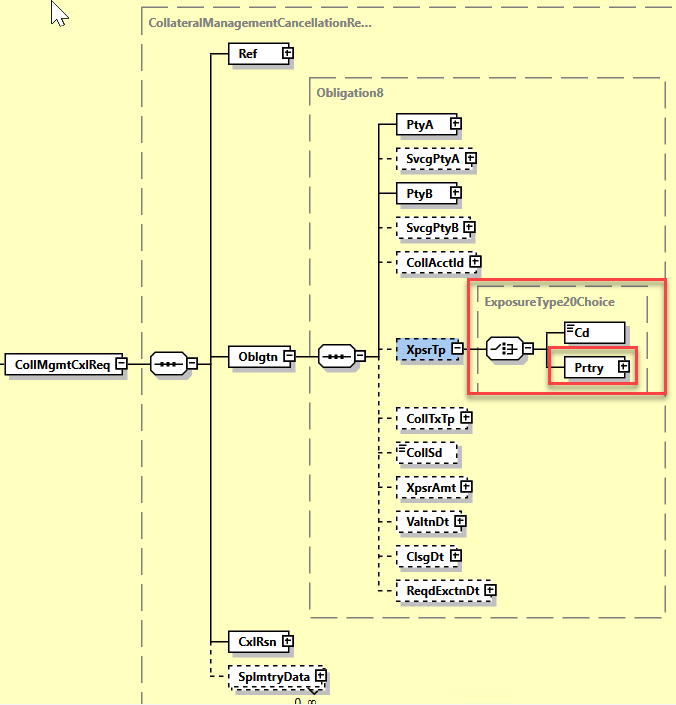 CollateralManagementCancellationRe...
Ref
Obligation8
PtyA
SvcgPtyA
PtyB
SvcgPtyB
CollAcctId
ExposureType20Choice
Cd
CollMgmtCxlReq
Oblgtn
XpsrTp
Prtry
CollTxTp
CollSd
XpsrAmt
ValtnDt
ClsgDt
ReqdExctnDt
CxlRsn
SplmtryData
0..∞